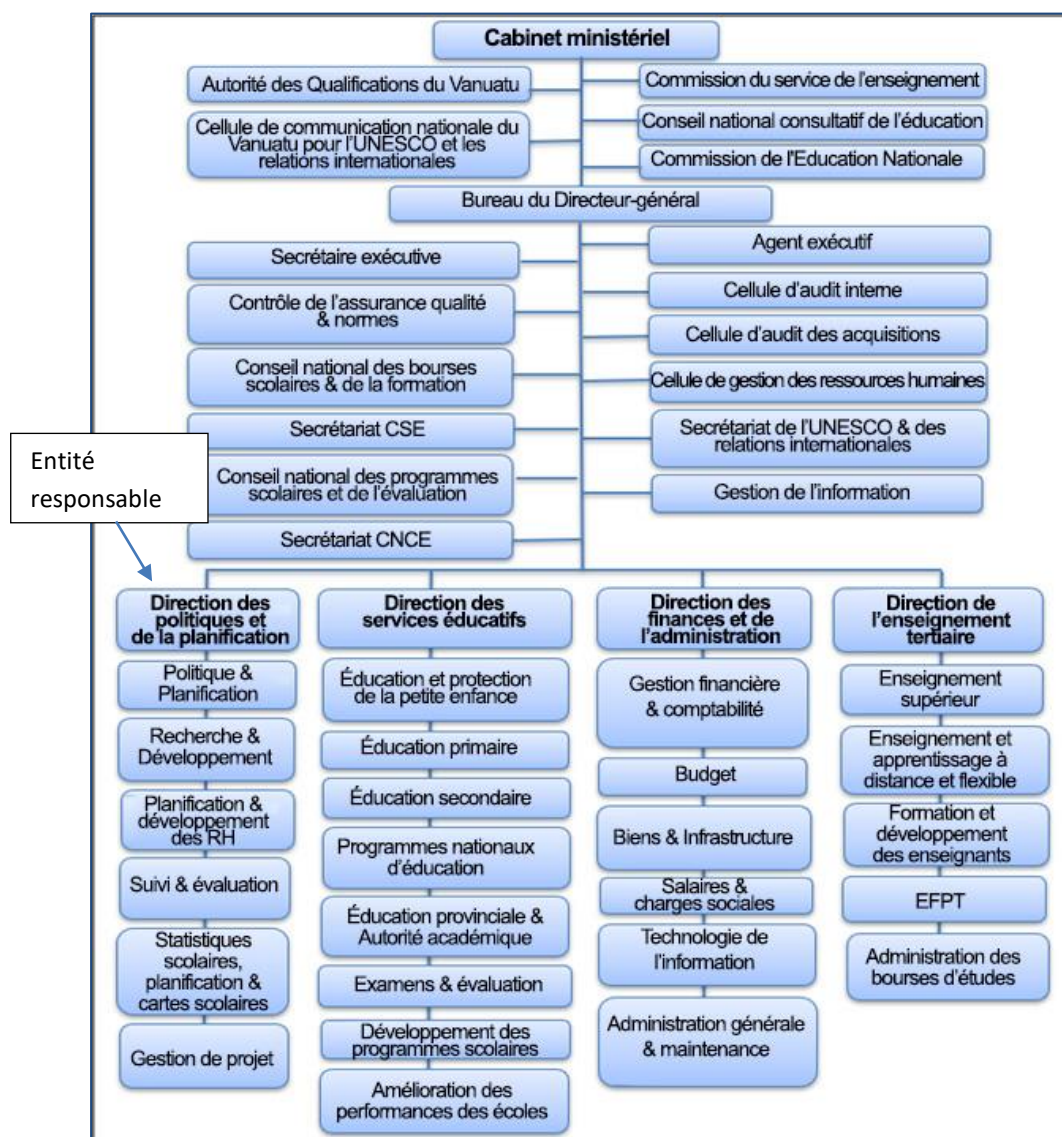 Cabinet ministériel
Autorité des Qualifications du Vanuatu
Cellule de communication nationale du
Vanuatu pour l'UNESCO et les
relations internationales
Commission du service de l'enseignement
Conseil national consultatif de l'éducation
Commission de l'Education Nationale
Bureau du Directeur-général
Secrétaire exécutive
Contrôle de l'assurance qualité
& normes
Conseil national des bourses
scolaires & de la formation
Secrétariat CSE
Conseil national des programmes
scolaires et de l'évaluation
Secrétariat CNCE
Agent exécutif
Cellule d'audit interne
Cellule d'audit des acquisitions
Cellule de gestion des ressources humaines
Secrétariat de l'UNESCO & des
relations internationales
Gestion de l'information
Entité
responsable
Direction des
politiques et
de la planification
Politique &
Planification
Recherche &
Développement
Planification &
développement
des RH
Suivi & évaluation
Statistiques
scolaires,
planification &
cartes scolaires
Gestion de projet
Direction des
services éducatifs
Éducation et protection
de la petite enfance
Éducation primaire
Éducation secondaire
Programmes nationaux
d'éducation
Éducation provinciale &
Autorité académique
Examens & évaluation
Développement des
programmes scolaires
Amélioration des
performances des écoles
Direction des
finances et de
l'administration
Gestion financière
& comptabilité
Budget
Biens & Infrastructure
Salaires &
charges sociales
Technologie de
l'information
Administration générale
& maintenance
Direction de
l'enseignement
tertiaire
Enseignement
supérieur
Enseignement et
apprentissage à
distance et flexible
Formation et
développement
des enseignants
EFPT
Administration des
bourses d'études